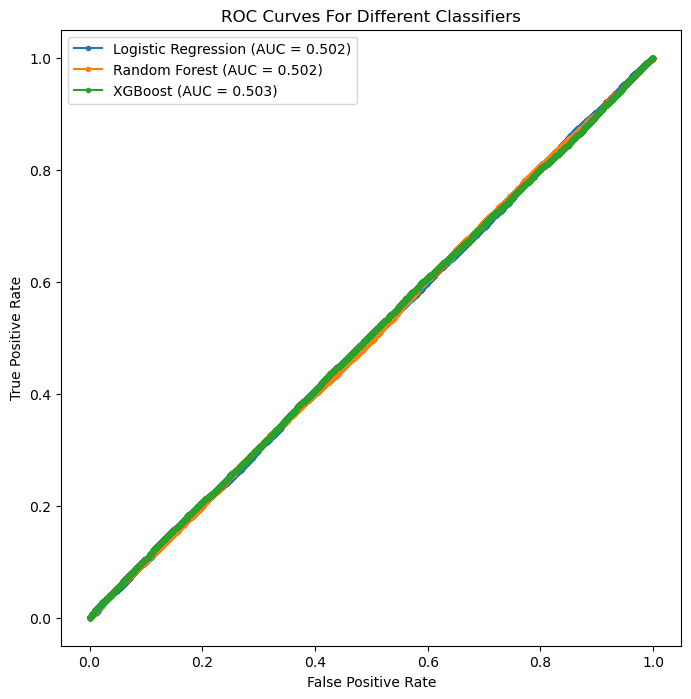 ROC Curves For Different Classifiers
Logistic Regression (AUC = 0.502)
Random Forest (AUC = 0.502)
XGBoost (AUC = 0.503)
True Positive Rate
1.0
0.8
0.6
0.4
0.2
0.0
0.0 0.2 0.4 0.6 0.8 1.0
False Positive Rate